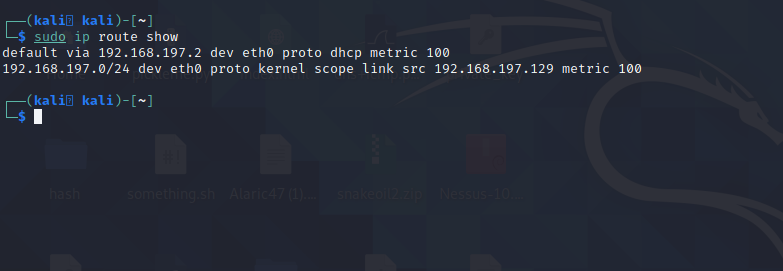 ┌──(kali㉿ kali)-[~]
└─$ sudo ip route show
default via 192.168.197.2 dev eth0 proto dhcp metric 100
192.168.197.0/24 dev eth0 proto kernel scope link src 192.168.197.129 metric 100
┌──(kali㉿ kali)-[~]
└─$
hash something.sh Alaric47 (1).... Nessus-10...